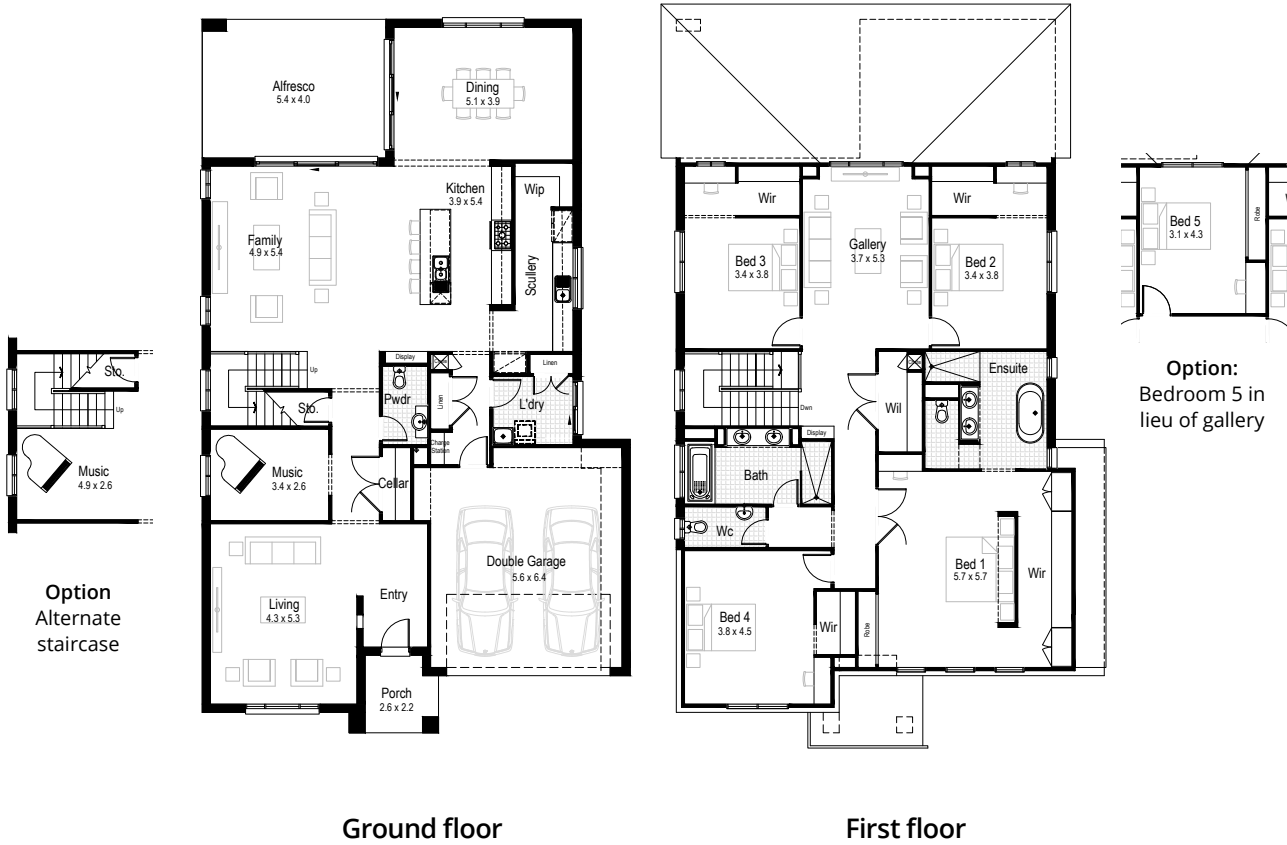 Alfresco
5.4 x 4.0
Dining
5.1 x 3.9
Kitchen
3.9 x 5.4
Wip
Family
4.9 x 5.4
Scullery
Display
Linen
Up
Sto.
Pwdr
Linen
L'dry
Charge
Station
Music
3.4 x 2.6
Cellar
Double Garage
5.6 x 6.4
Living
4.3 x 5.3
Entry
Porch
2.6 x 2.2
Sto.
Up
Music
4.9 x 2.6
Option
Alternate
staircase
Ground floor
Wir
Wir
Gallery
3.7 x 5.3
Bed 3
3.4 x 3.8
Bed 2
3.4 x 3.8
Ensuite
Wil
Dwn
Display
Bath
Wc
Bed 1
5.7 x 5.7
Wir
Bed 4
3.8 x 4.5
Wir
Robe
First floor
Bed 5
3.1 x 4.3
Robe
Option:
Bedroom 5 in
lieu of gallery